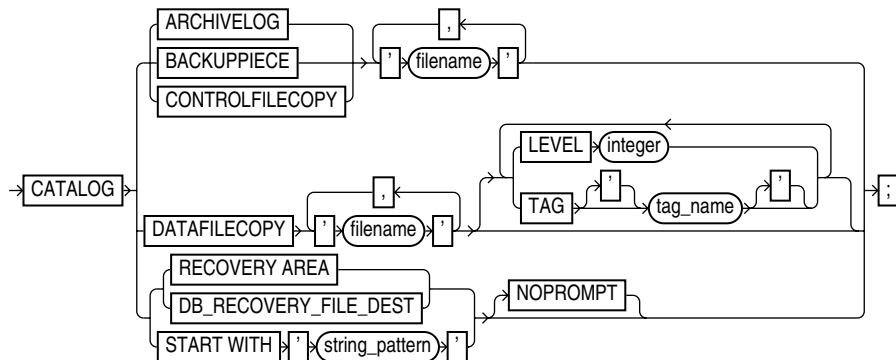 ARCHIVELOG
,
BACKUPPIECE ' filename '
CONTROLFILECOPY
LEVEL integer
CATALOG ;
, TAG ' tag_name '
DATAFILECOPY ' filename '
RECOVERY AREA
NOPROMPT
DB_RECOVERY_FILE_DEST
START WITH ' string_pattern '